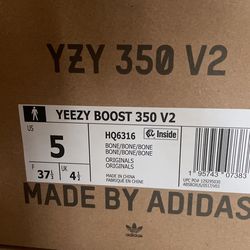 YZY 350 V2
YEEZY BOOST 350 V2
US
5
HQ6316
Inside
BONE/BONE/BONE
BONE/BONE/BONE
ORIGINALS
ORIGINALS
F
37⅓
UK
4½
MADE BY ADIDAS
adidas